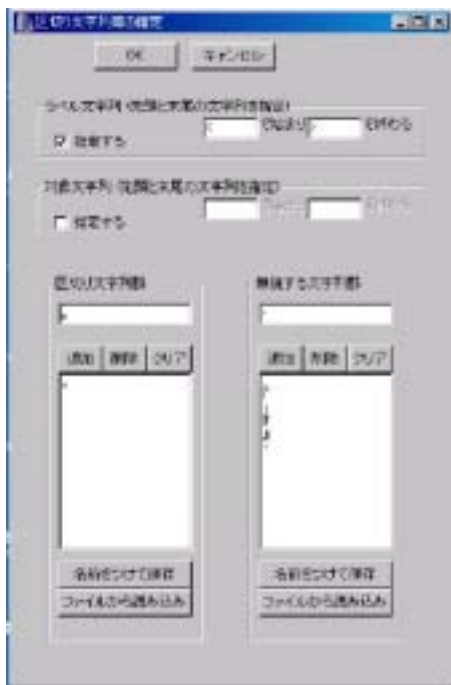 区切り文字列等の指定
OK キャンセル
ラベル文字列(先頭と末尾の文字列を指定)
指定する で始まり で終わる
対象文字列(先頭と末尾の文字列を指定)
指定する
区切り文字列群 無視する文字列群
追加 削除 クリア 追加 削除 クリア
名前をつけて保存 名前をつけて保存
ファイルから読み込み ファイルから読み込み